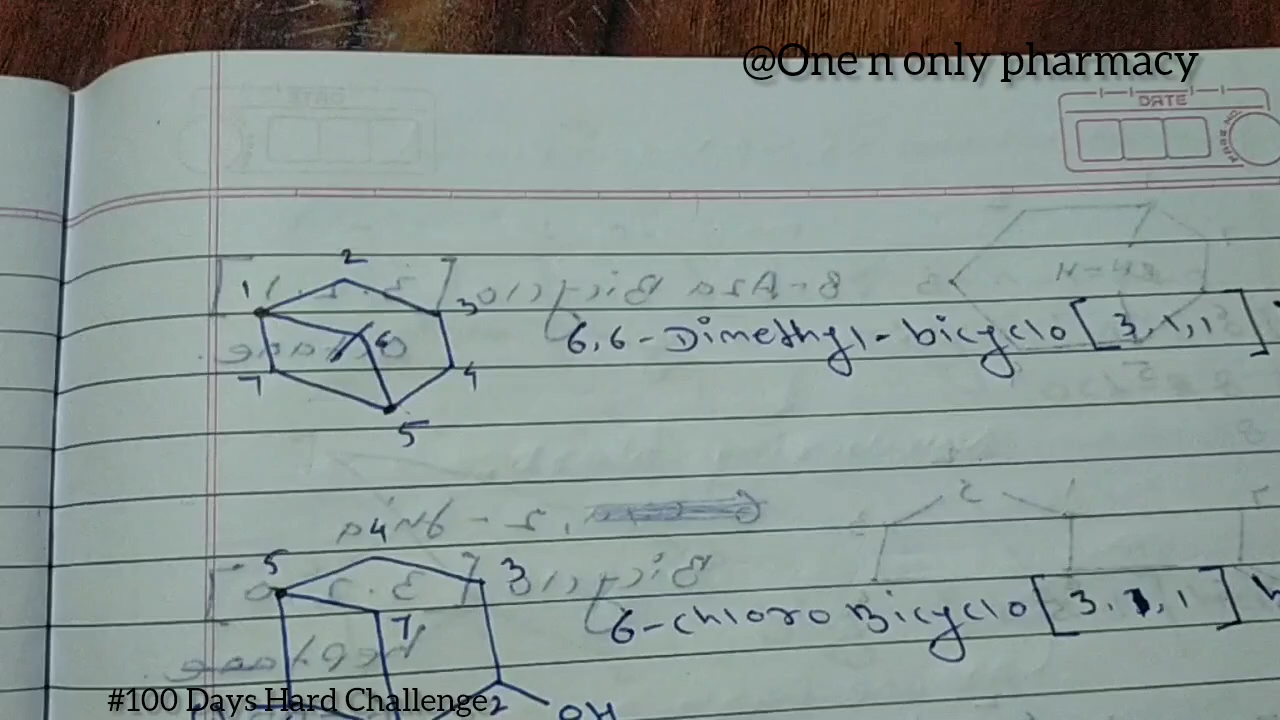 @One n only pharmacy
DATE
2
1
3
6,6-Dimethyl-bicyclo[3,1,1]
6
7
4
5
4
5
3
6-chloro Bicyclo[3.1,1] h
7
#100 Days Hard Challenge
2
OH